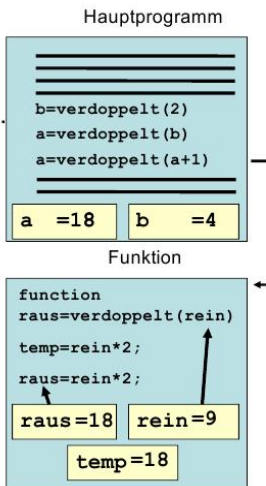 Hauptprogramm
b=verdoppelt(2)
a=verdoppelt(b)
a=verdoppelt(a+1)
a =18 b =4
Funktion
function
raus=verdoppelt(rein)
temp=rein*2;
raus=rein*2;
raus=18 rein=9
temp=18